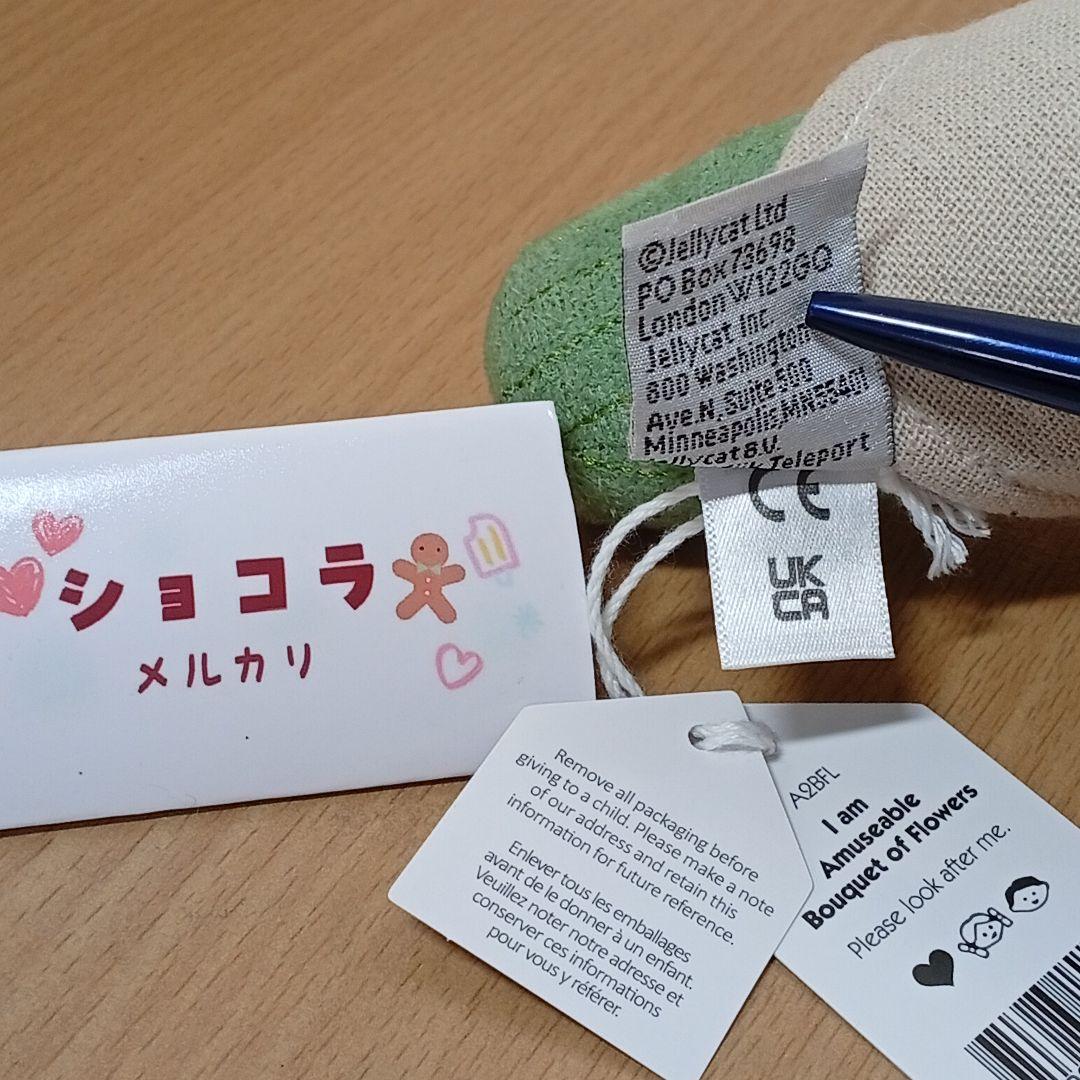 ©Jellycat Ltd
PO Box 73698
London W122GQ
Jellycat Inc
800 Washington
Ave N. Suite 500
Minneapolis, MN 55401
Jellycat B.V.
Teleport
CE
UK
CA
ショコラ
メルカリ
Remove all packaging before
giving to a child. Please make a note
of our address and retain this
information for future reference.
Enlever tous les emballages
avant de le donner à un enfant.
Veuillez noter notre adresse et
conserver ces informations
pour vous y référer.
A2BFL
I am
Amuseable
Bouquet of Flowers
Please look after me.